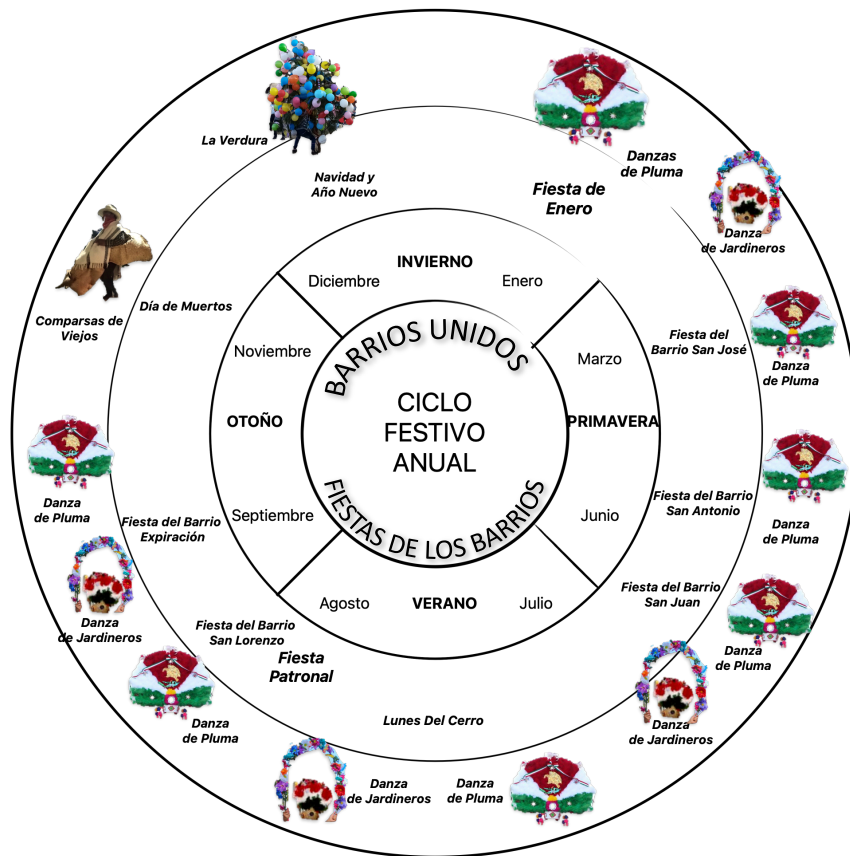 La Verdura
Navidad y
Año Nuevo
Fiesta de
Enero
Danzas
de Pluma
Danza
de Jardineros
Comparsas de
Viejos
Día de Muertos
INVIERNO
Diciembre
Enero
Noviembre
OTOÑO
Septiembre
Marzo
PRIMAVERA
Junio
Agosto
VERANO
Julio
BARRIOS UNIDOS
CICLO
FESTIVO
ANUAL
FIESTAS DE LOS BARRIOS
Fiesta del
Barrio San José
Danza
de Pluma
Fiesta del Barrio
San Antonio
Danza
de Pluma
Fiesta del Barrio
San Juan
Danza
de Pluma
Danza
de Jardineros
Lunes Del Cerro
Danza
de Pluma
Danza
de Jardineros
Fiesta del Barrio
San Lorenzo
Fiesta
Patronal
Danza
de Pluma
Danza
de Jardineros
Fiesta del Barrio
Expiración
Danza
de Pluma